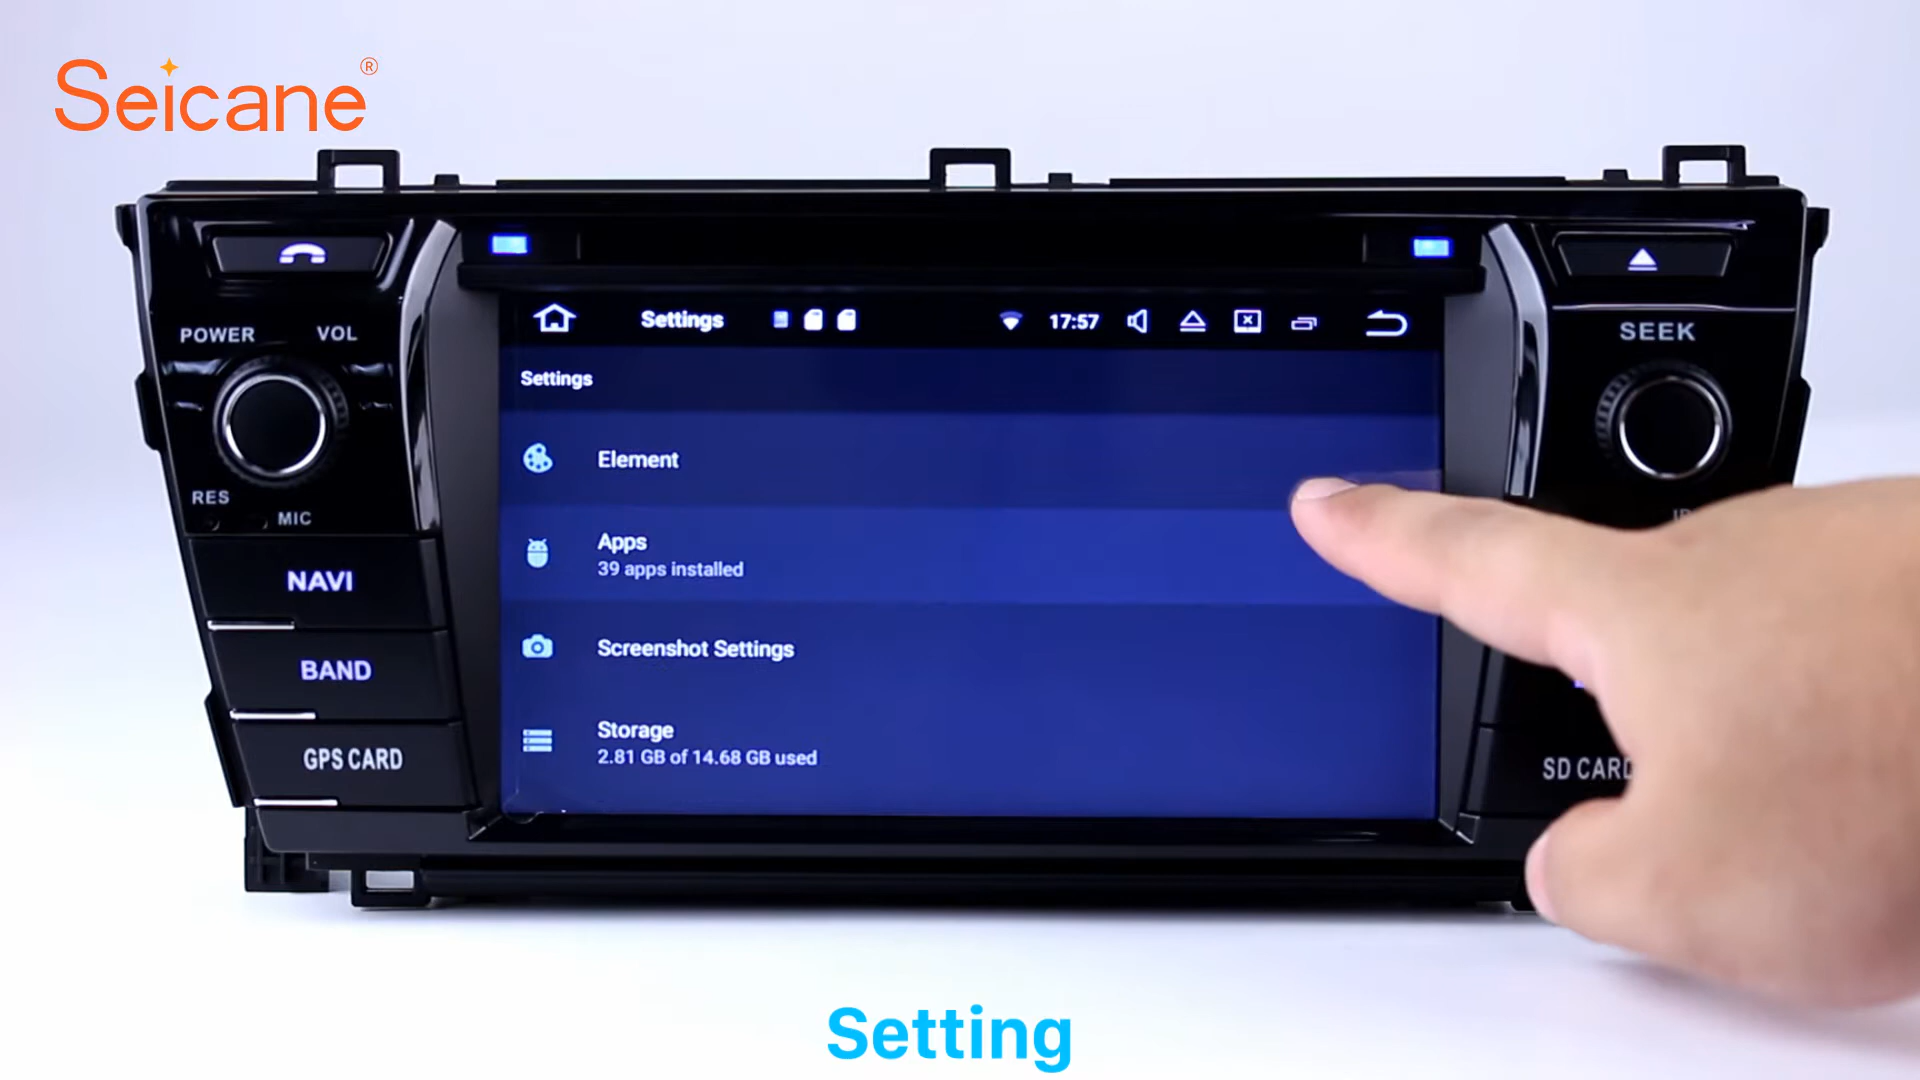 Seicane®
POWER VOL
SEEK
Settings 17:57
Settings
RES
MIC
Element
NAVI
Apps
39 apps installed
BAND
Screenshot Settings
GPS CARD
Storage
2.81 GB of 14.68 GB used
SD CARD
Setting